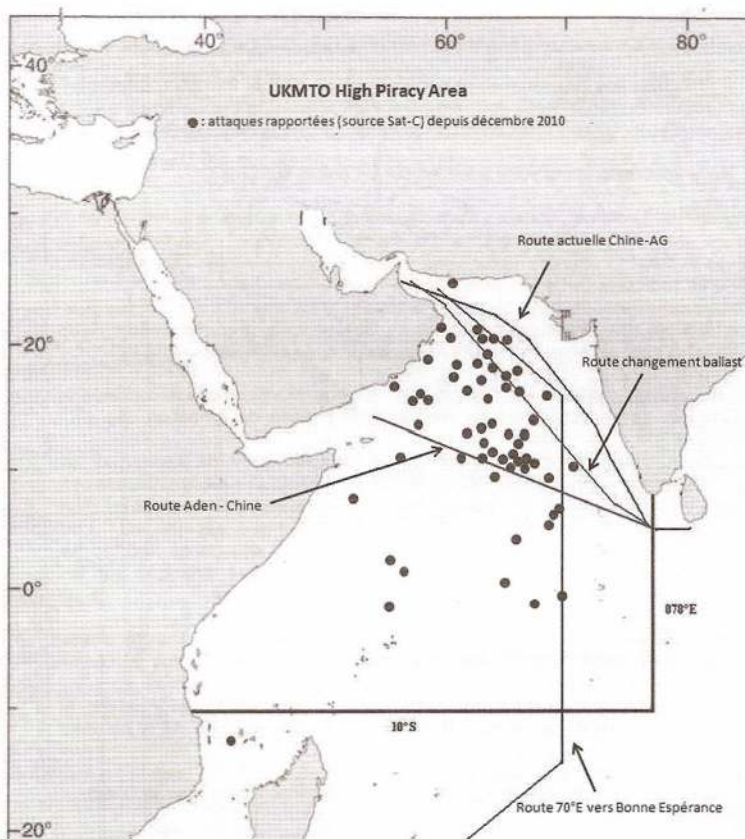 40°
60°
80°
40°
UKMTO High Piracy Area
● : attaques rapportées (source Sat-C) depuis décembre 2010
Route actuelle Chine-AG
20°
Route changement ballast
Route Aden - Chine
0°
078°E
10°S
Route 70°E vers Bonne Espérance
-20°